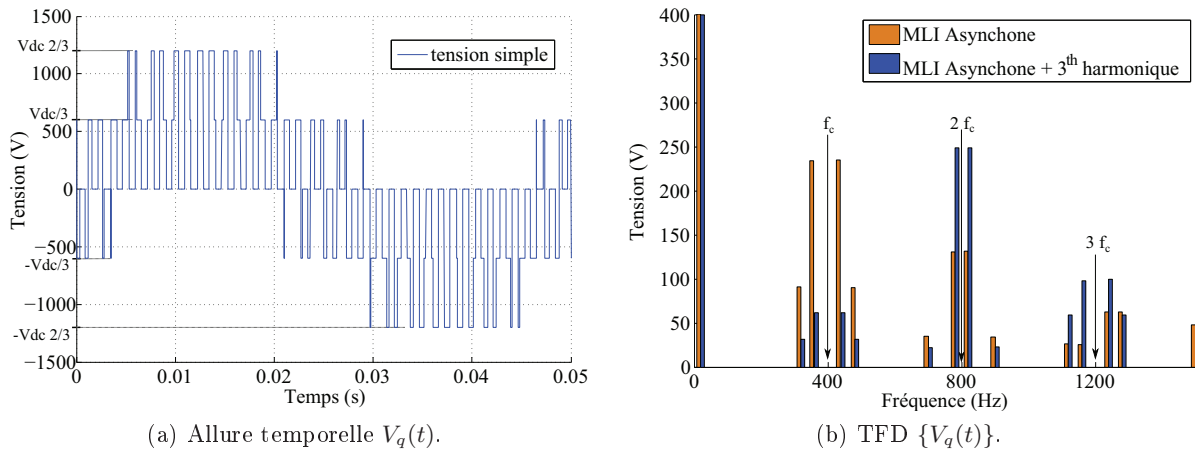 1500
Vdc 2/3
1000
Vdc/3
500
0
−500
-Vdc/3
−1000
-Vdc 2/3
−1500
Tension (V)
tension simple
0
0.01
0.02
0.03
0.04
0.05
Temps (s)
(a) Allure temporelle Vq(t).
400
350
300
250
200
150
100
50
0
Tension (V)
MLI Asynchone
MLI Asynchone + 3th harmonique
fc
2 fc
3 fc
0
400
800
1200
Fréquence (Hz)
(b) TFD {Vq(t)}.